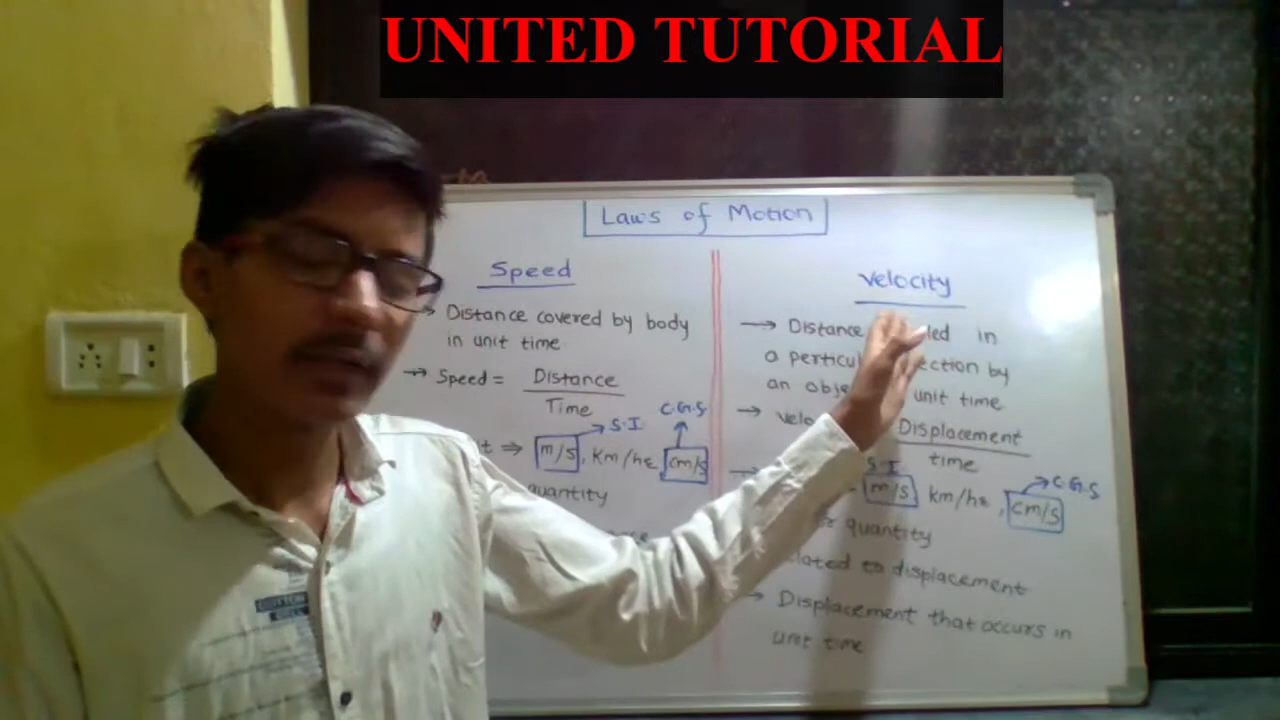 UNITED TUTORIAL
Laws of Motion
Speed
→ Distance covered by body
in unit time
→ Speed = Distance
Time
S.I.
C.G.S.
⇒ m/s, Km/hr, cm/s
quantity
Velocity
→ Distance in
a perticul ection by
an obje unit time
→ velo Displacement
time
S.I
C.G.S
m/s km/hr, cm/s
quantity
lated to displacement
→ Displacement that occurs in
unit time